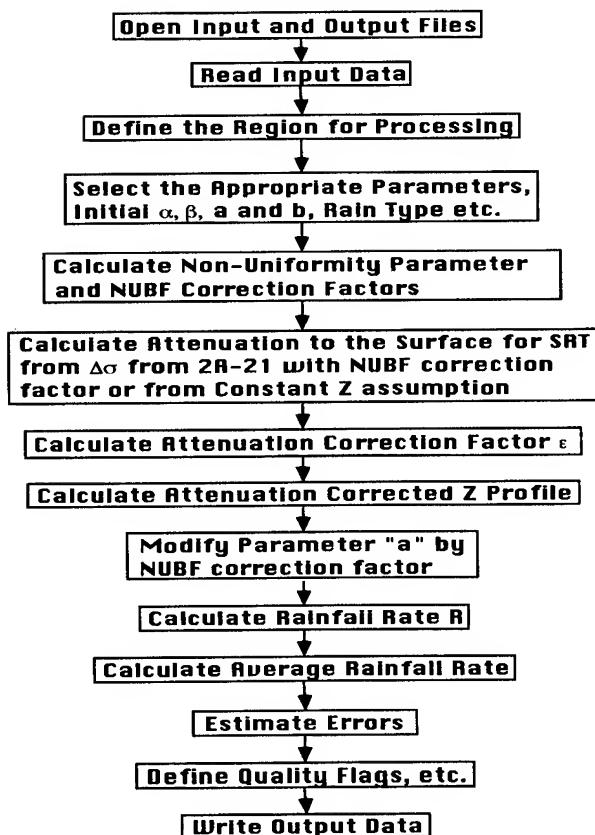 Open Input and Output Files
Read Input Data
Define the Region for Processing
Select the Appropriate Parameters,
Initial α, β, a and b, Rain Type etc.
Calculate Non-Uniformity Parameter
and NUBF Correction Factors
Calculate Attenuation to the Surface for SRT
from Δσ from 2A-21 with NUBF correction
factor or from Constant Z assumption
Calculate Attenuation Correction Factor ε
Calculate Attenuation Corrected Z Profile
Modify Parameter "a" by
NUBF correction factor
Calculate Rainfall Rate R
Calculate Average Rainfall Rate
Estimate Errors
Define Quality Flags, etc.
Write Output Data